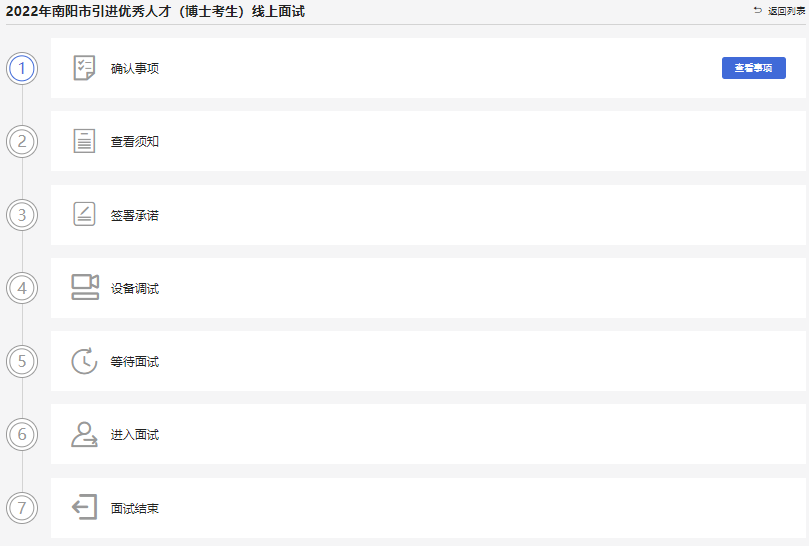 2022年南阳市引进优秀人才（博士考生）线上面试
返回列表
1
确认事项
查看事项
2
查看须知
3
签署承诺
4
设备调试
5
等待面试
6
进入面试
7
面试结束